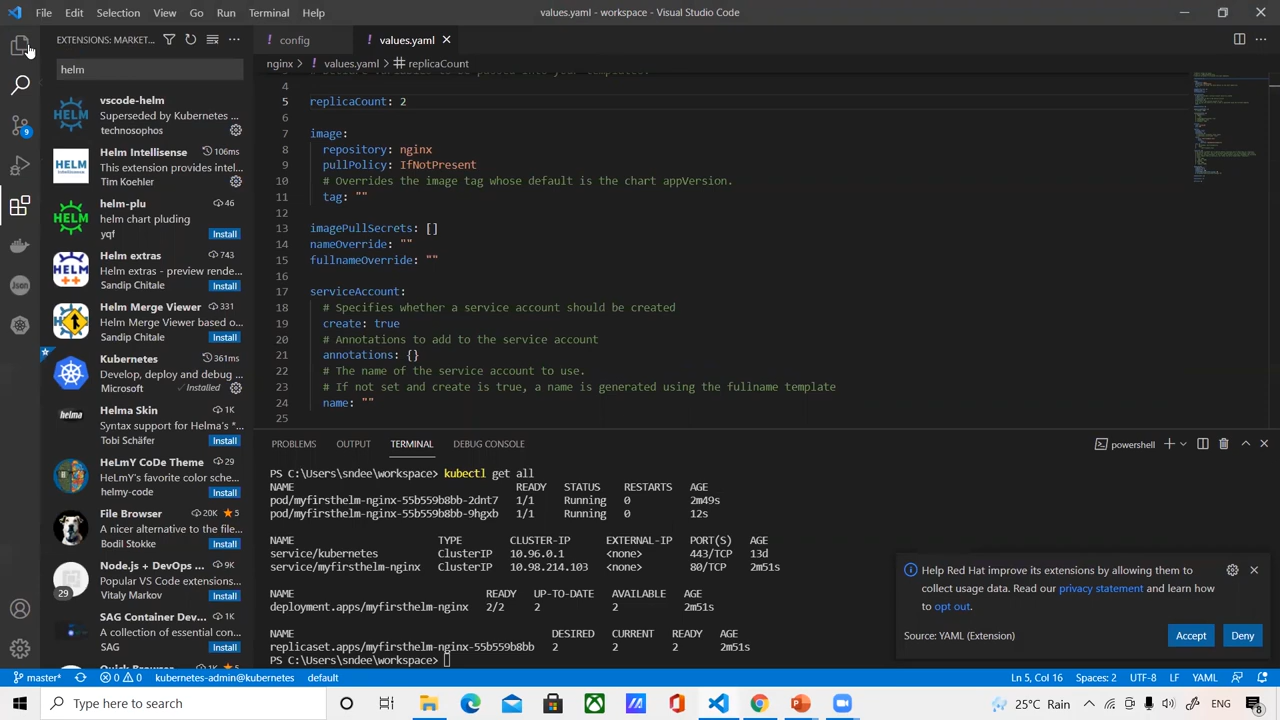 File Edit Selection View Go Run Terminal Help
values.yaml - workspace - Visual Studio Code
EXTENSIONS: MARKET...
helm
9
vscode-helm
Superseded by Kubernetes ...
technosophos
Helm Intellisense 106ms
This extension provides intel...
Tim Koehler
helm-plu 46
helm chart pluding
yqf Install
Helm extras 743
Helm extras - preview rende...
Sandip Chitale Install
Helm Merge Viewer 331
Helm Merge Viewer based o...
Sandip Chitale Install
Kubernetes 361ms
Develop, deploy and debug ...
Microsoft Installed
Helma Skin 1K
Syntax support for Helma's *...
Tobi Schäfer Install
HeLmY CoDe Theme 29
HeLmY's favorite color sche...
helmy-code Install
File Browser 20K 5
A nicer alternative to the file...
Bodil Stokke Install
Node.js + DevOps ... 9K
Popular VS Code extensions...
Vitaly Markov Install
29
SAG Container Dev... 1K
A collection of essential con...
SAG Install
Quick Browser 1K
config values.yaml
nginx > values.yaml > replicaCount
4
5 replicaCount: 2
6
7 image:
8 repository: nginx
9 pullPolicy: IfNotPresent
10 # Overrides the image tag whose default is the chart appVersion.
11 tag: ""
12
13 imagePullSecrets: []
14 nameOverride: ""
15 fullnameOverride: ""
16
17 serviceAccount:
18 # Specifies whether a service account should be created
19 create: true
20 # Annotations to add to the service account
21 annotations: {}
22 # The name of the service account to use.
23 # If not set and create is true, a name is generated using the fullname template
24 name: ""
25
PROBLEMS OUTPUT TERMINAL DEBUG CONSOLE
powershell
PS C:\Users\sndee\workspace> kubectl get all
NAME READY STATUS RESTARTS AGE
pod/myfirsthelm-nginx-55b559b8bb-2dnt7 1/1 Running 0 2m49s
pod/myfirsthelm-nginx-55b559b8bb-9hgxb 1/1 Running 0 12s
NAME TYPE CLUSTER-IP EXTERNAL-IP PORT(S) AGE
service/kubernetes ClusterIP 10.96.0.1 <none> 443/TCP 13d
service/myfirsthelm-nginx ClusterIP 10.98.214.103 <none> 80/TCP 2m51s
NAME READY UP-TO-DATE AVAILABLE AGE
deployment.apps/myfirsthelm-nginx 2/2 2 2 2m51s
NAME DESIRED CURRENT READY AGE
replicaset.apps/myfirsthelm-nginx-55b559b8bb 2 2 2 2m51s
PS C:\Users\sndee\workspace>
Help Red Hat improve its extensions by allowing them to
collect usage data. Read our privacy statement and learn how
to opt out.
Source: YAML (Extension) Accept Deny
master* 0 0 kubernetes-admin@kubernetes default
Ln 5, Col 16 Spaces: 2 UTF-8 LF YAML
Type here to search
25°C Rain ENG 8